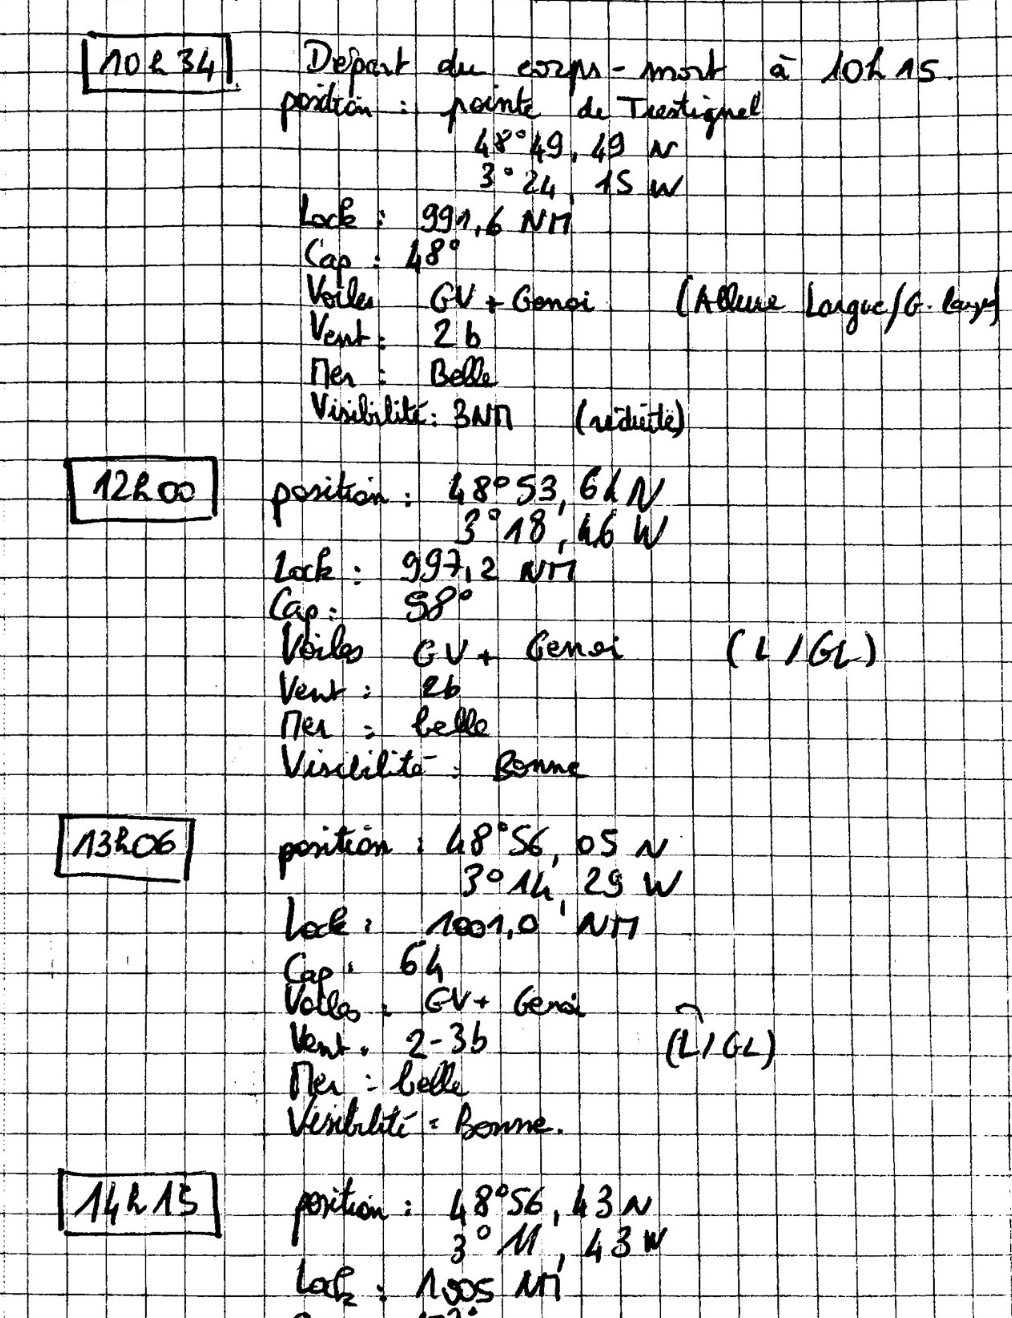 10h34 Départ du corps-mort à 10h15.
position : pointe de Trestignel
48°49,49 N
3°24,15 W
Lock : 991,6 NM
Cap : 48°
Voiles GV + Genoi (Allure Largue/G. large)
Vent : 2b
Mer : Belle
Visibilité : 3NM (réduite)
12h00 position : 48°53,64 N
3°18,46 W
Lock : 997,2 NM
Cap : 58°
Voiles GV + Genoi (L/GL)
Vent : 2b
Mer : belle
Visibilité : Bonne
13h06 position : 48°56,05 N
3°14,29 W
Lock : 1001,0 NM
Cap : 64
Voiles : GV + Genoi
Vent : 2-3b (L/GL)
Mer : belle
Visibilité : Bonne.
14h15 position : 48°56,43 N
3°11,43 W
Lock : 1005 NM